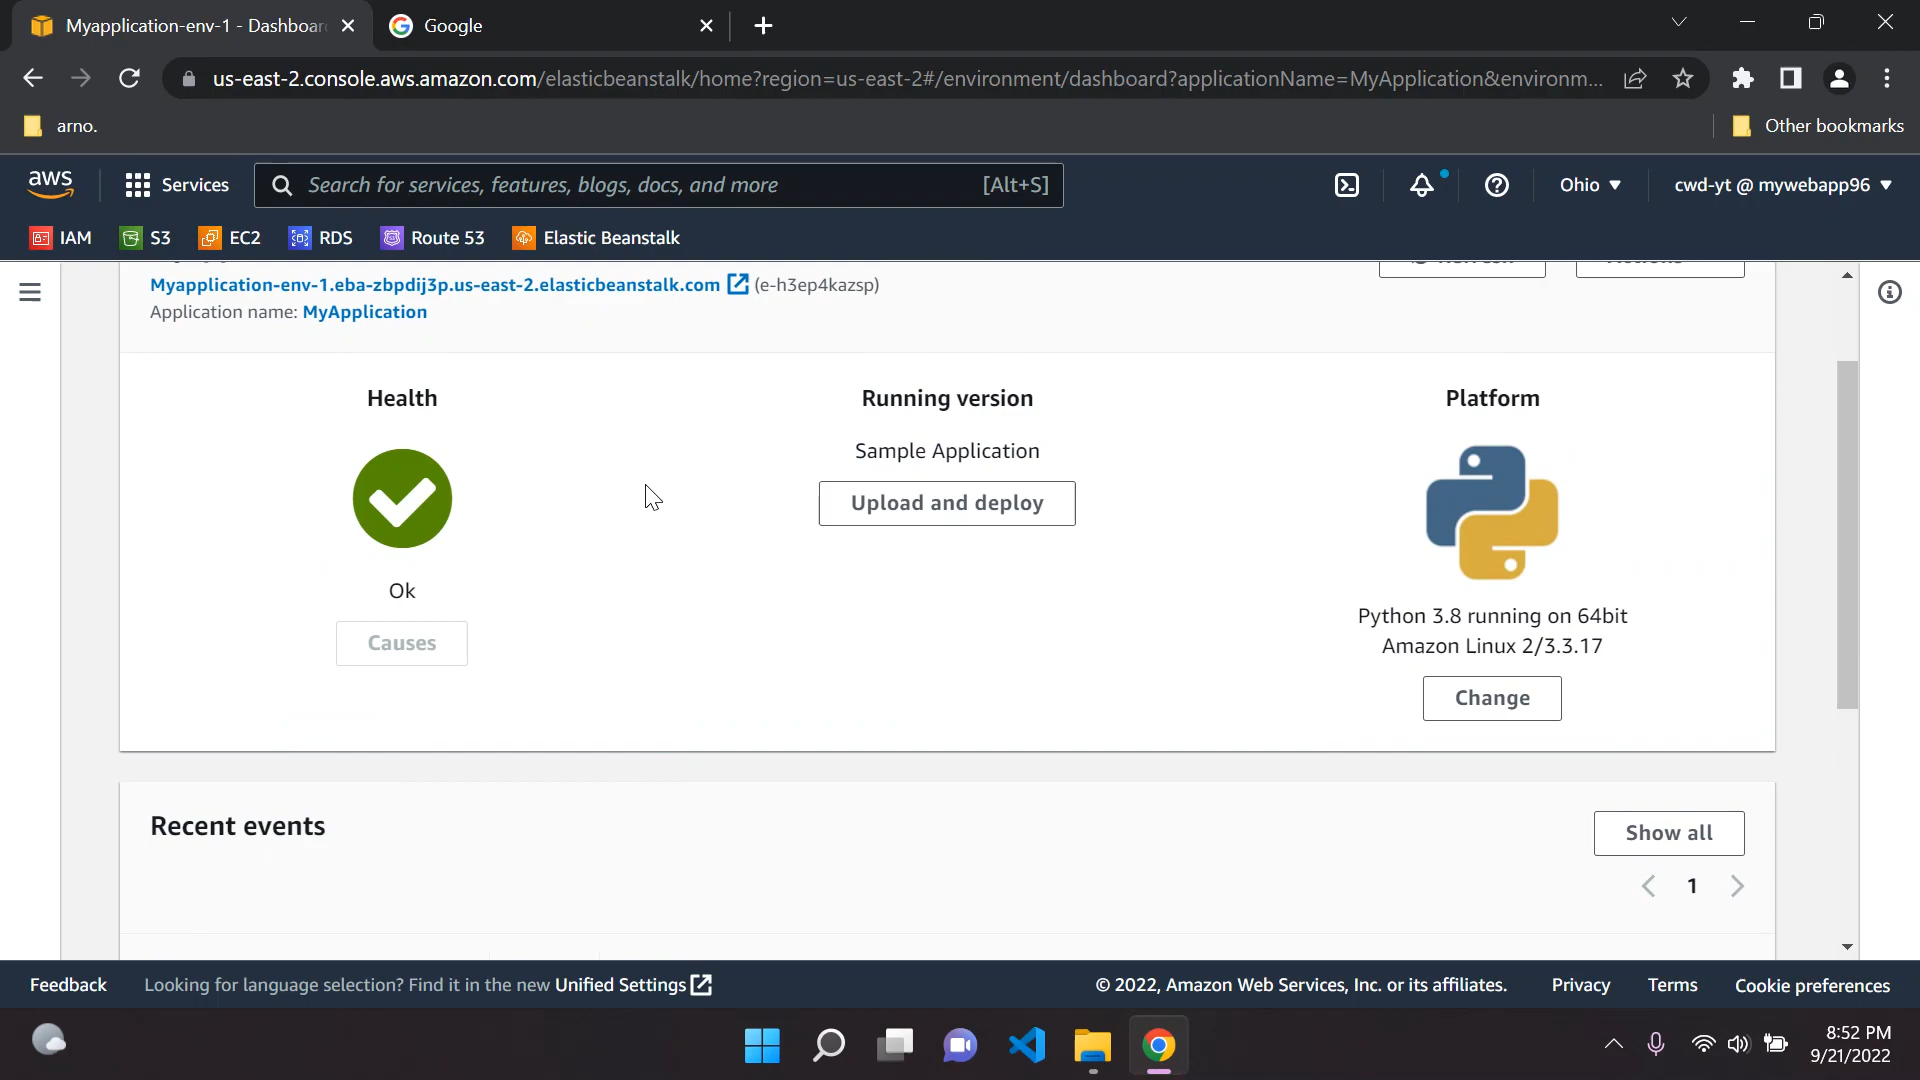 Myapplication-env-1 - Dashboar
Google
us-east-2.console.aws.amazon.com/elasticbeanstalk/home?region=us-east-2#/environment/dashboard?applicationName=MyApplication&environm...
arno.
Other bookmarks
aws
Services
Search for services, features, blogs, docs, and more
[Alt+S]
Ohio
cwd-yt @ mywebapp96
IAM
S3
EC2
RDS
Route 53
Elastic Beanstalk
Myapplication-env-1.eba-zbpdij3p.us-east-2.elasticbeanstalk.com (e-h3ep4kazsp)
Application name: MyApplication
Health
Running version
Platform
Sample Application
Upload and deploy
Ok
Causes
Python 3.8 running on 64bit
Amazon Linux 2/3.3.17
Change
Recent events
Show all
1
Feedback
Looking for language selection? Find it in the new Unified Settings
© 2022, Amazon Web Services, Inc. or its affiliates.
Privacy
Terms
Cookie preferences
8:52 PM
9/21/2022